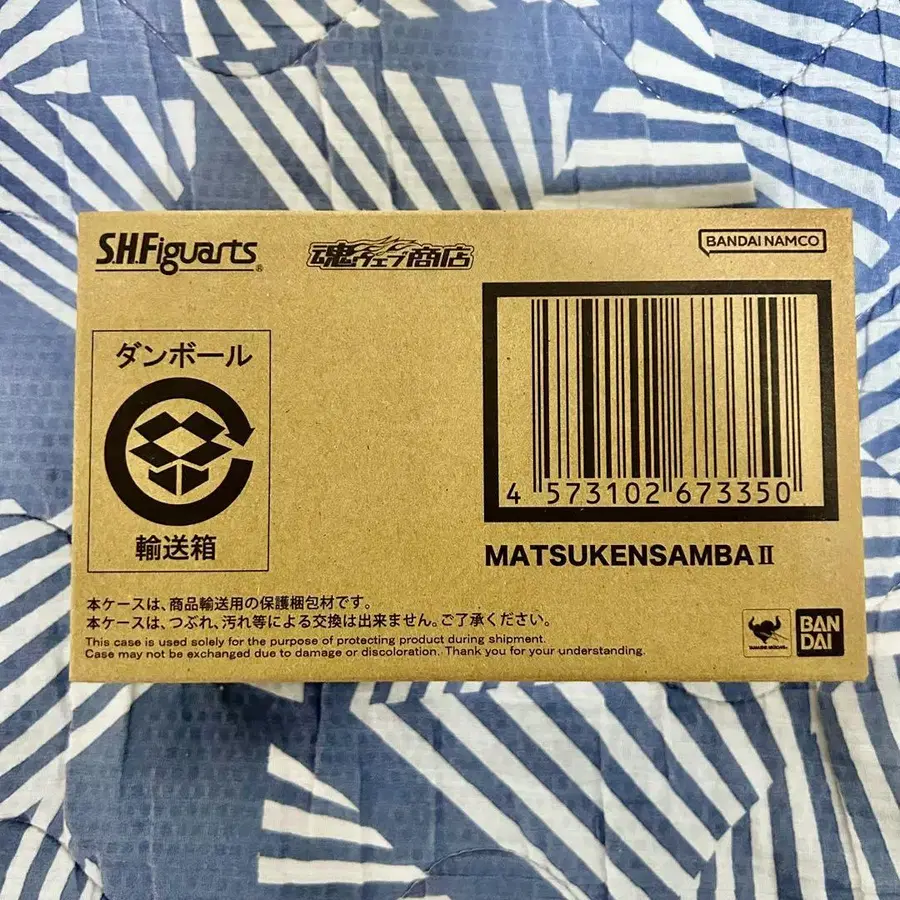 S.H.Figuarts®
魂ウェブ商店
BANDAI NAMCO
ダンボール
輸送箱
4 573102 673350
MATSUKENSAMBAⅡ
本ケースは、商品輸送用の保護梱包材です。
本ケースは、つぶれ、汚れ等による交換は出来ません。ご了承ください。
This case is used solely for the purpose of protecting product during shipment.
Case may not be exchanged due to damage or discoloration. Thank you for your understanding.
BAN
DAI